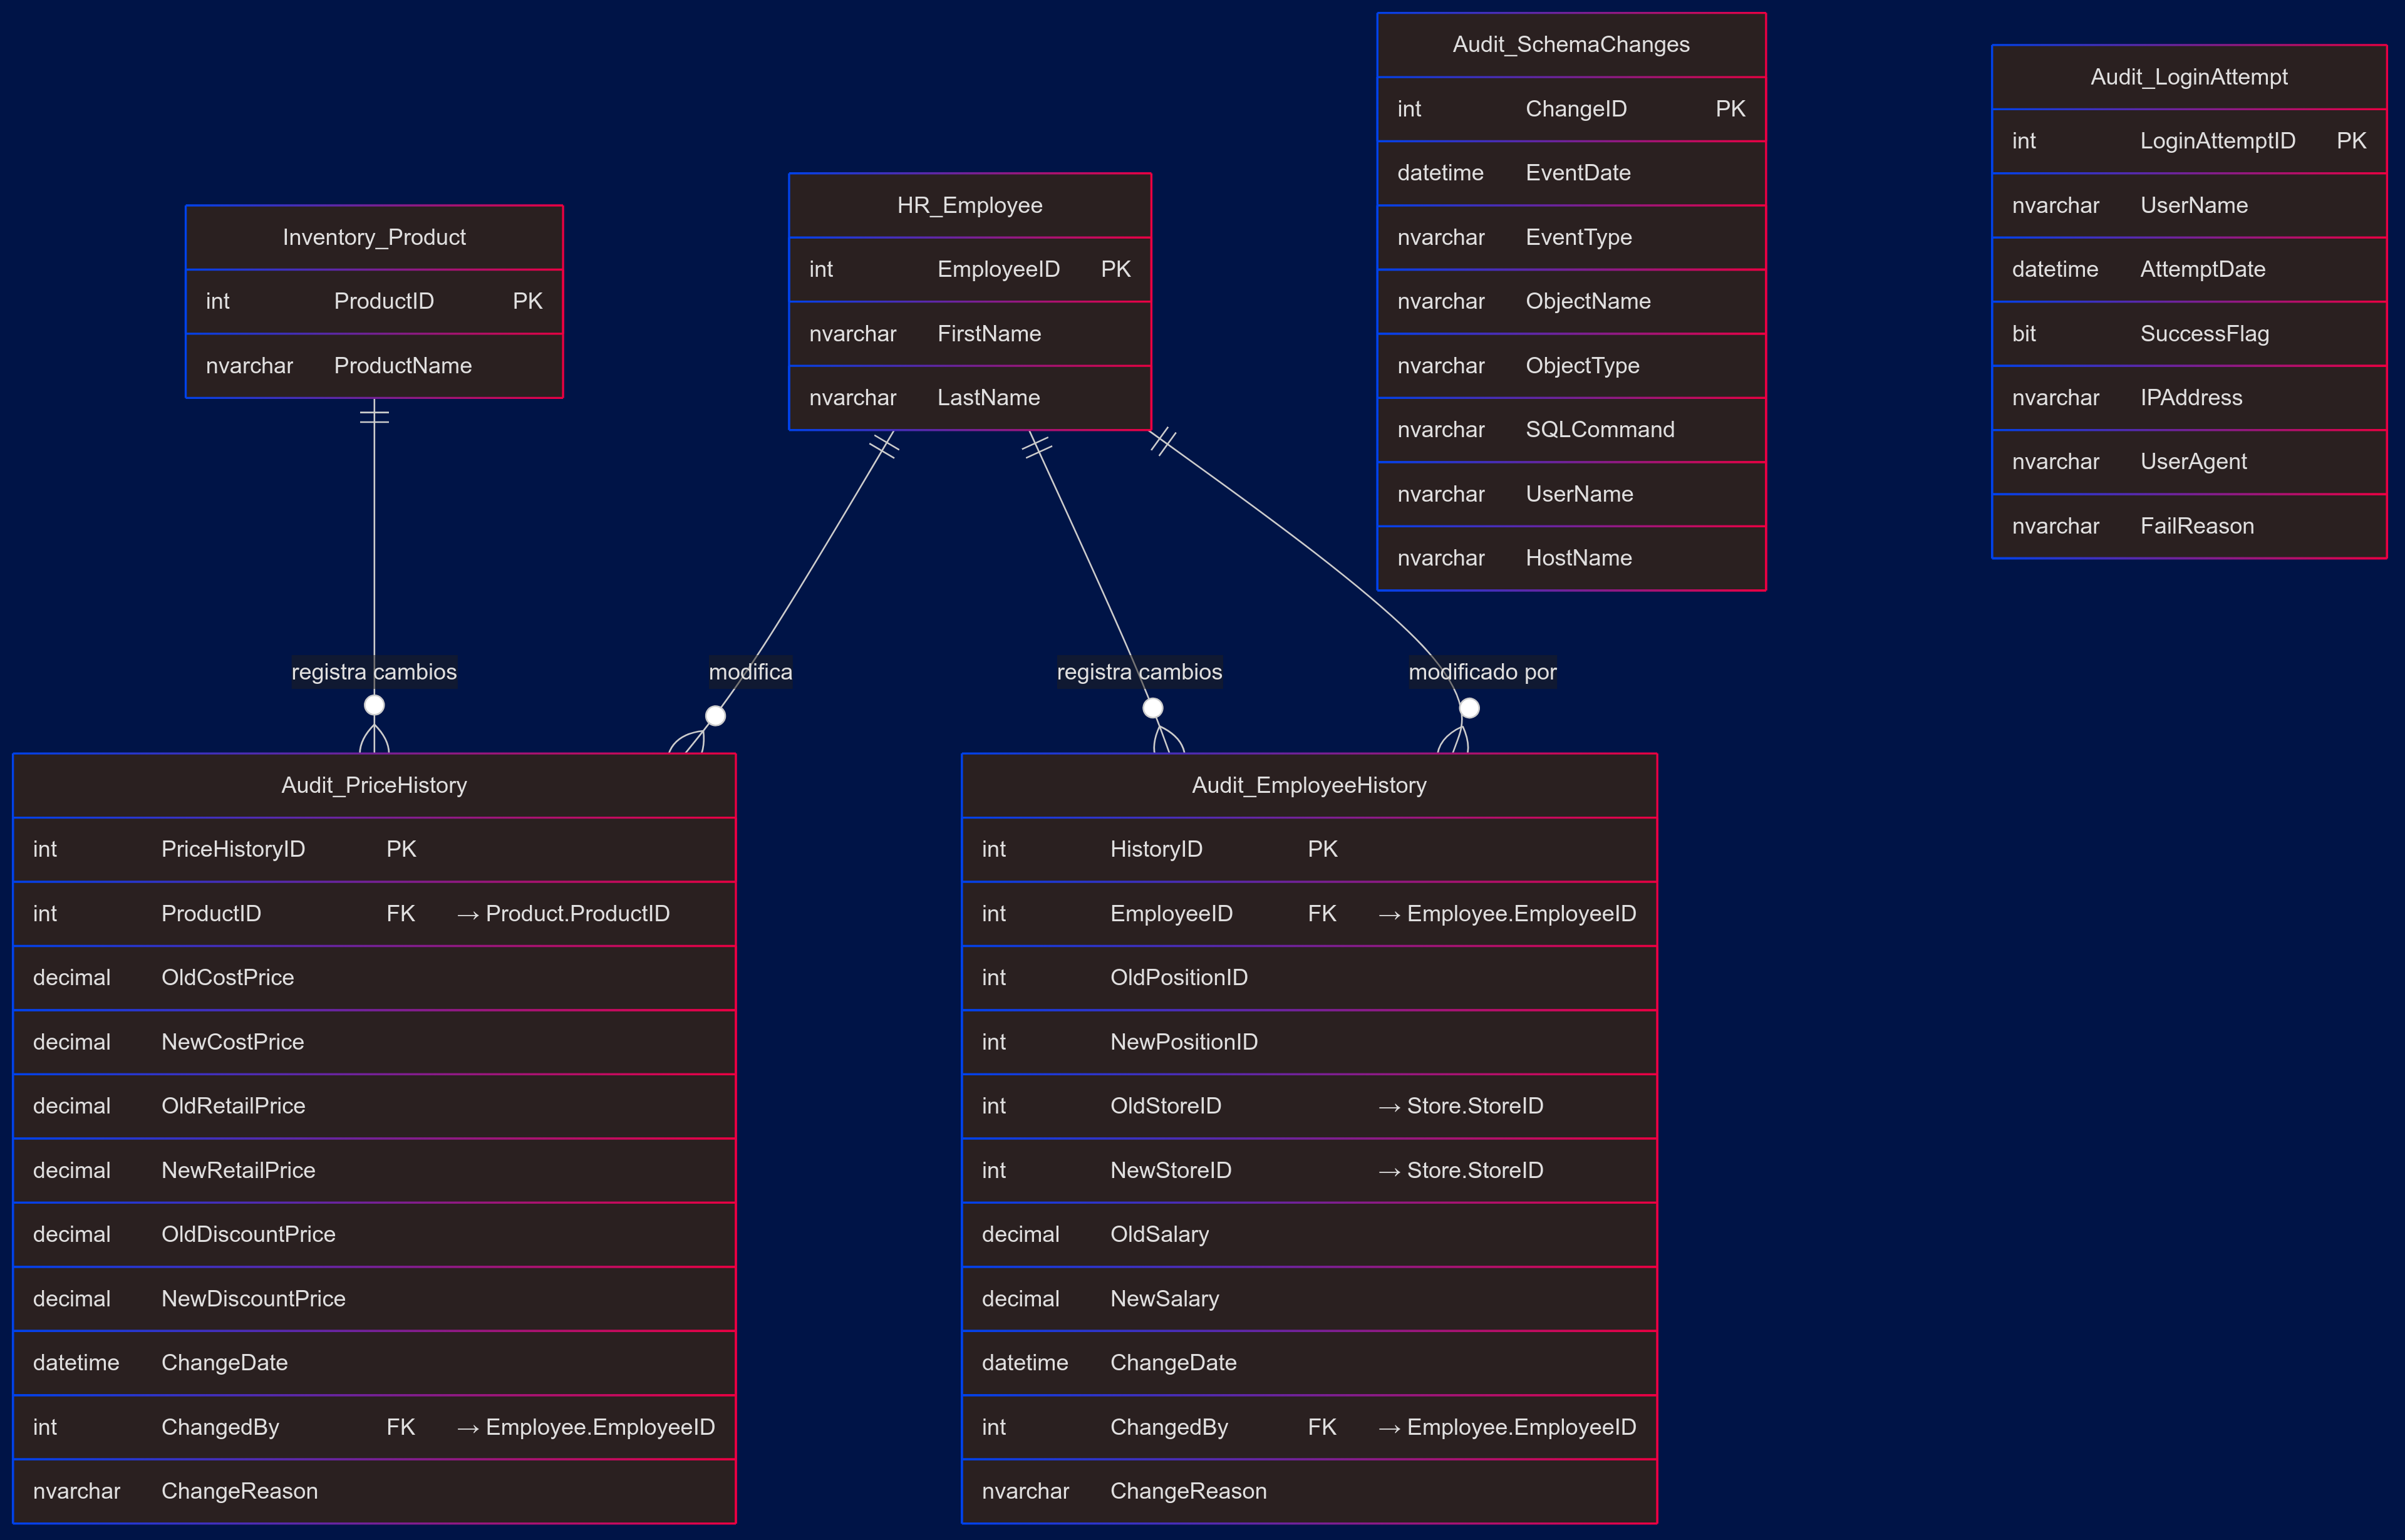 Audit_SchemaChanges
int ChangeID PK
datetime EventDate
nvarchar EventType
nvarchar ObjectName
nvarchar ObjectType
nvarchar SQLCommand
nvarchar UserName
nvarchar HostName
Audit_LoginAttempt
int LoginAttemptID PK
nvarchar UserName
datetime AttemptDate
bit SuccessFlag
nvarchar IPAddress
nvarchar UserAgent
nvarchar FailReason
Inventory_Product
int ProductID PK
nvarchar ProductName
HR_Employee
int EmployeeID PK
nvarchar FirstName
nvarchar LastName
registra cambios
modifica
registra cambios
modificado por
Audit_PriceHistory
int PriceHistoryID PK
int ProductID FK → Product.ProductID
decimal OldCostPrice
decimal NewCostPrice
decimal OldRetailPrice
decimal NewRetailPrice
decimal OldDiscountPrice
decimal NewDiscountPrice
datetime ChangeDate
int ChangedBy FK → Employee.EmployeeID
nvarchar ChangeReason
Audit_EmployeeHistory
int HistoryID PK
int EmployeeID FK → Employee.EmployeeID
int OldPositionID
int NewPositionID
int OldStoreID → Store.StoreID
int NewStoreID → Store.StoreID
decimal OldSalary
decimal NewSalary
datetime ChangeDate
int ChangedBy FK → Employee.EmployeeID
nvarchar ChangeReason